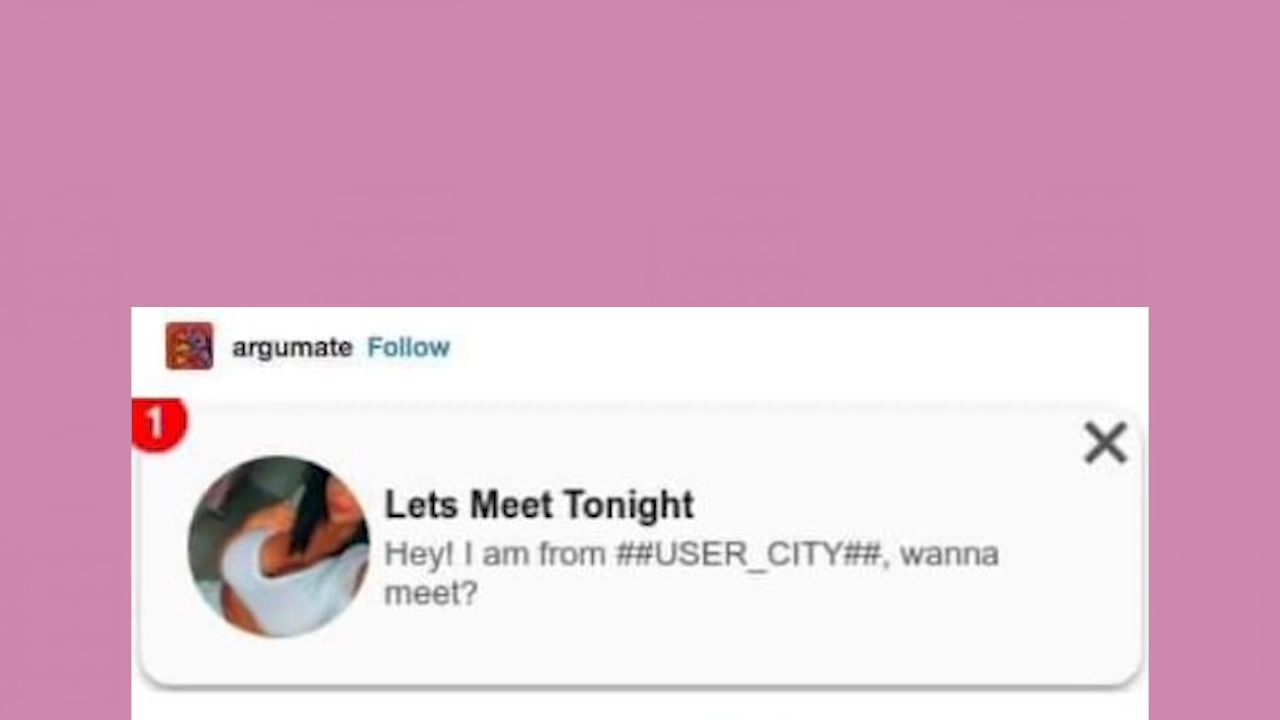 argumate Follow
1
Lets Meet Tonight
Hey! I am from ##USER_CITY##, wanna
meet?